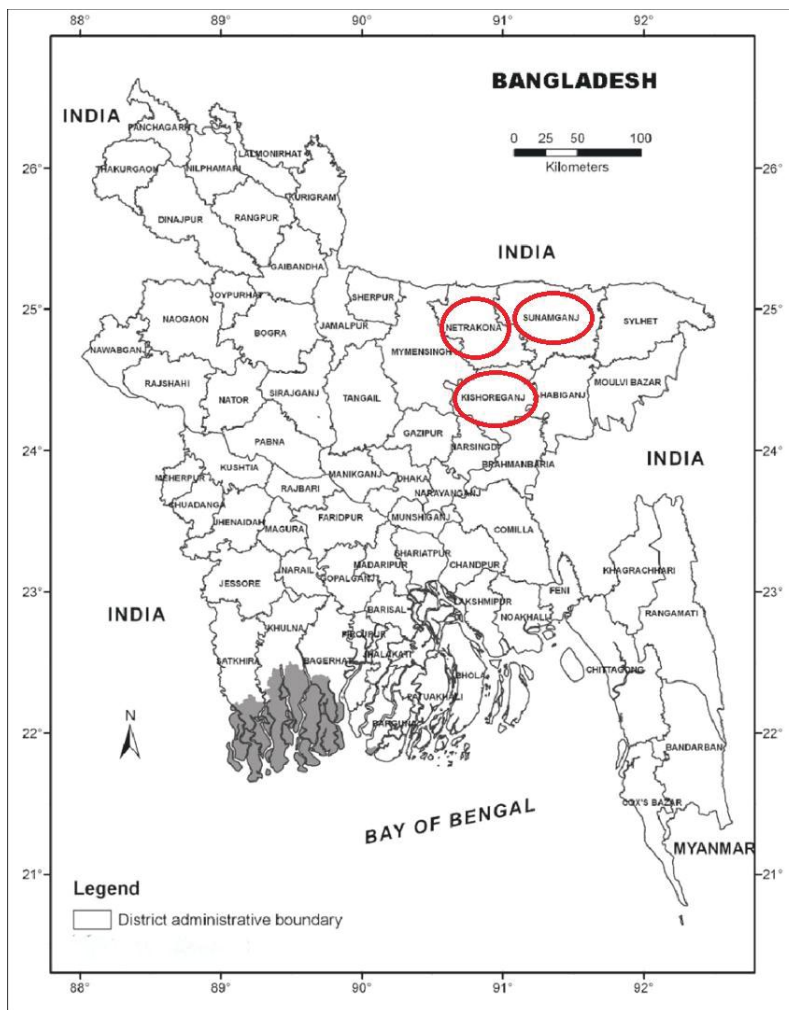 88°
89°
90°
91°
92°
BANGLADESH
INDIA
PANCHAGARH
0 25 50 100
Kilometers
LALMONIRHAT
26°
26°
THAKURGAON
NILPHAMARI
KURIGRAM
DINAJPUR
RANGPUR
INDIA
GAIBANDHA
25°
JOYPURHAT
SHERPUR
25°
NAOGAON
BOGRA
JAMALPUR
NETRAKONA
SUNAMGANJ
SYLHET
NAWABGANJ
MYMENSINGH
RAJSHAHI
NATOR
SIRAJGANJ
TANGAIL
KISHOREGANJ
HABIGANJ
MOULVI BAZAR
GAZIPUR
24°
PABNA
NARSINGDI
24°
KUSHTIA
BRAHMANBARIA
INDIA
MEHERPUR
MANIKGANJ
DHAKA
RAJBARI
NARAYANGANJ
CHUADANGA
JHENAIDAH
FARIDPUR
MUNSHIGANJ
MAGURA
COMILLA
SHARIATPUR
23°
JESSORE
NARAIL
GOPALGANJ
MADARIPUR
CHANDPUR
KHAGRACHHARI
23°
FENI
INDIA
BARISAL
LAKSHMIPUR
NOAKHALI
RANGAMATI
KHULNA
PIROJPUR
SATKHIRA
BAGERHAT
JHALAKATI
CHITTAGONG
BHOLA
PATUAKHALI
22°
N
BARGUNA
22°
BANDARBAN
COX'S BAZAR
BAY OF BENGAL
MYANMAR
21°
21°
Legend
District administrative boundary
88°
89°
90°
91°
92°